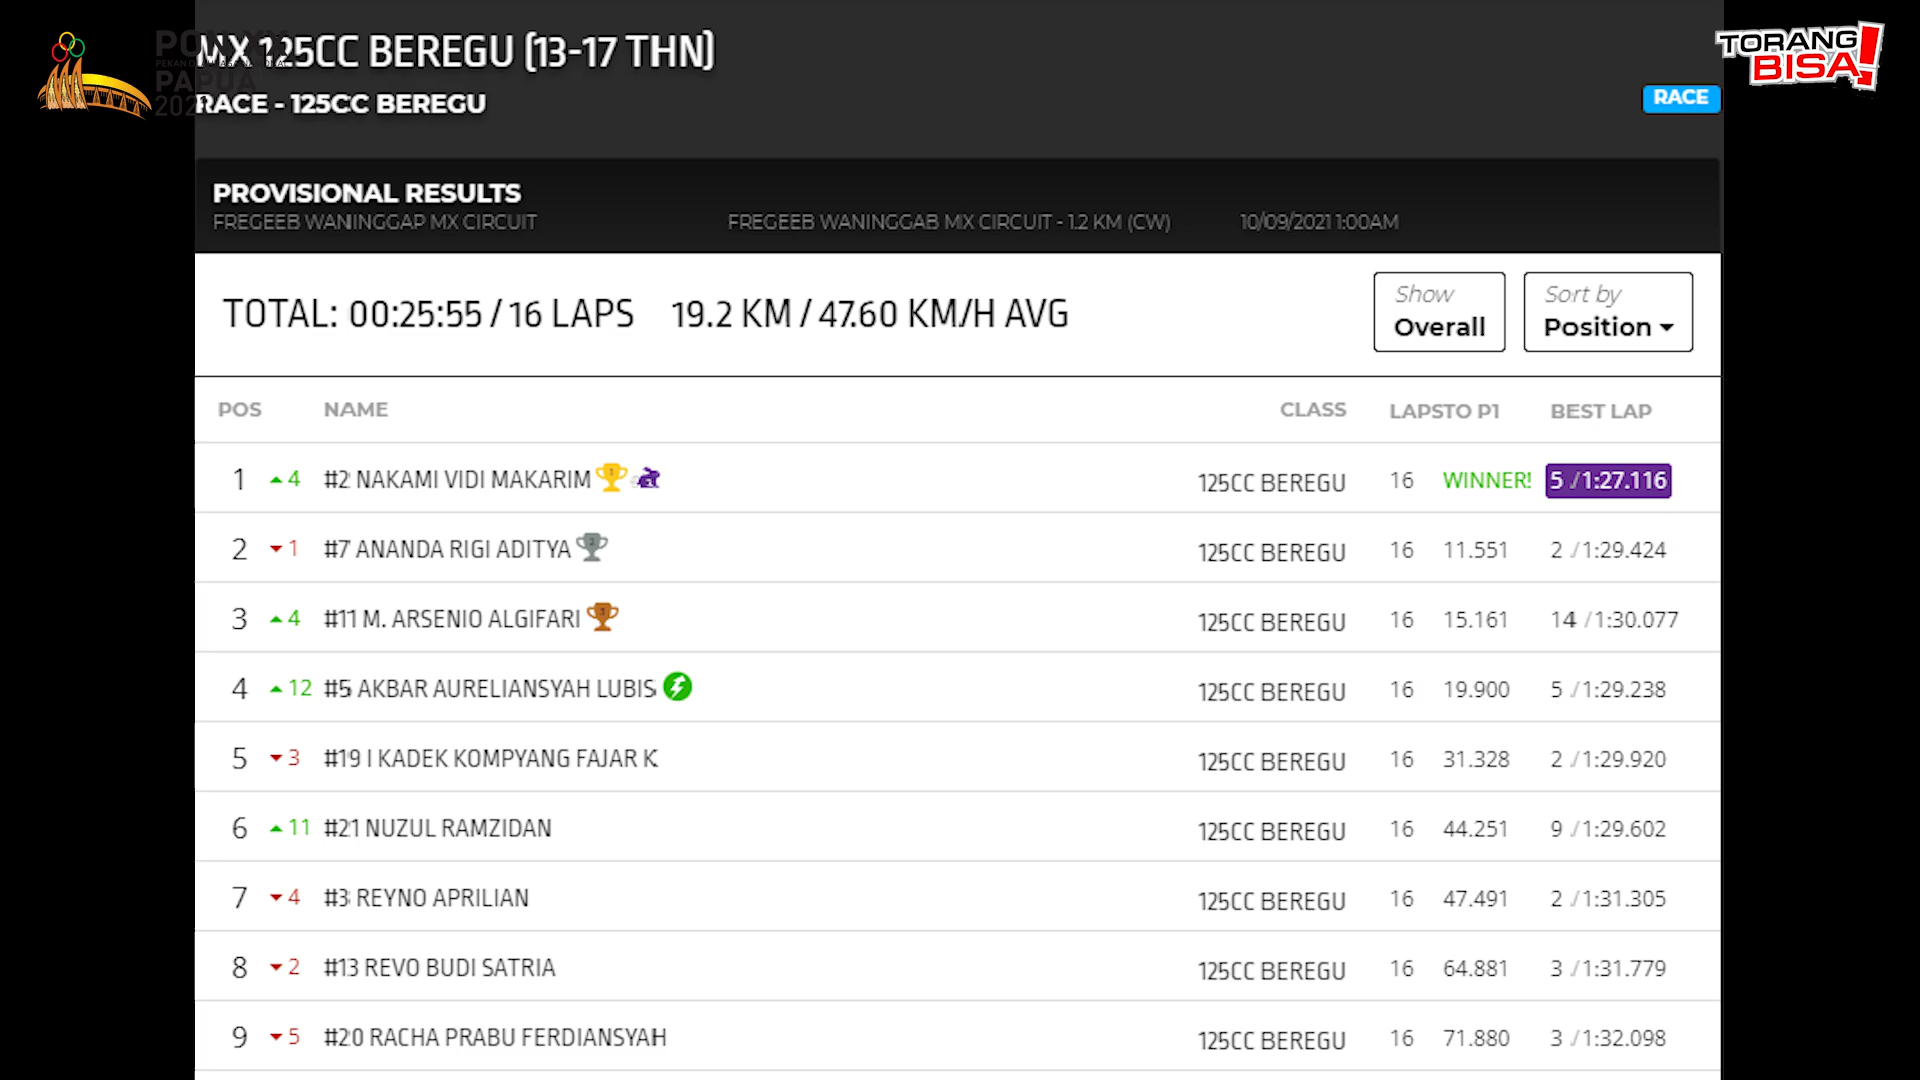 PON XX
PEKAN OLAHRAGA NASIONAL
PAPUA
2021
TORANG
BISA!
MX 125CC BEREGU (13-17 THN)
RACE - 125CC BEREGU
RACE
PROVISIONAL RESULTS
FREGEEB WANINGGAP MX CIRCUIT FREGEEB WANINGGAB MX CIRCUIT - 1.2 KM (CW) 10/09/2021 1:00AM
TOTAL: 00:25:55 / 16 LAPS 19.2 KM / 47.60 KM/H AVG
Show Overall
Sort by Position
POS NAME CLASS LAPS TO P1 BEST LAP
1 4 #2 NAKAMI VIDI MAKARIM 125CC BEREGU 16 WINNER! 5 / 1:27.116
2 1 #7 ANANDA RIGI ADITYA 125CC BEREGU 16 11.551 2 / 1:29.424
3 4 #11 M. ARSENIO ALGIFARI 125CC BEREGU 16 15.161 14 / 1:30.077
4 12 #5 AKBAR AURELIANSYAH LUBIS 125CC BEREGU 16 19.900 5 / 1:29.238
5 3 #19 I KADEK KOMPYANG FAJAR K 125CC BEREGU 16 31.328 2 / 1:29.920
6 11 #21 NUZUL RAMZIDAN 125CC BEREGU 16 44.251 9 / 1:29.602
7 4 #3 REYNO APRILIAN 125CC BEREGU 16 47.491 2 / 1:31.305
8 2 #13 REVO BUDI SATRIA 125CC BEREGU 16 64.881 3 / 1:31.779
9 5 #20 RACHA PRABU FERDIANSYAH 125CC BEREGU 16 71.880 3 / 1:32.098